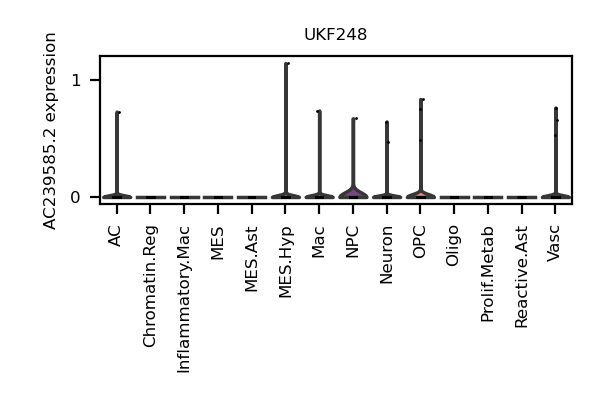 UKF248
AC239585.2 expression
1
0
AC
Chromatin.Reg
Inflammatory.Mac
MES
MES.Ast
MES.Hyp
Mac
NPC
Neuron
OPC
Oligo
Prolif.Metab
Reactive.Ast
Vasc